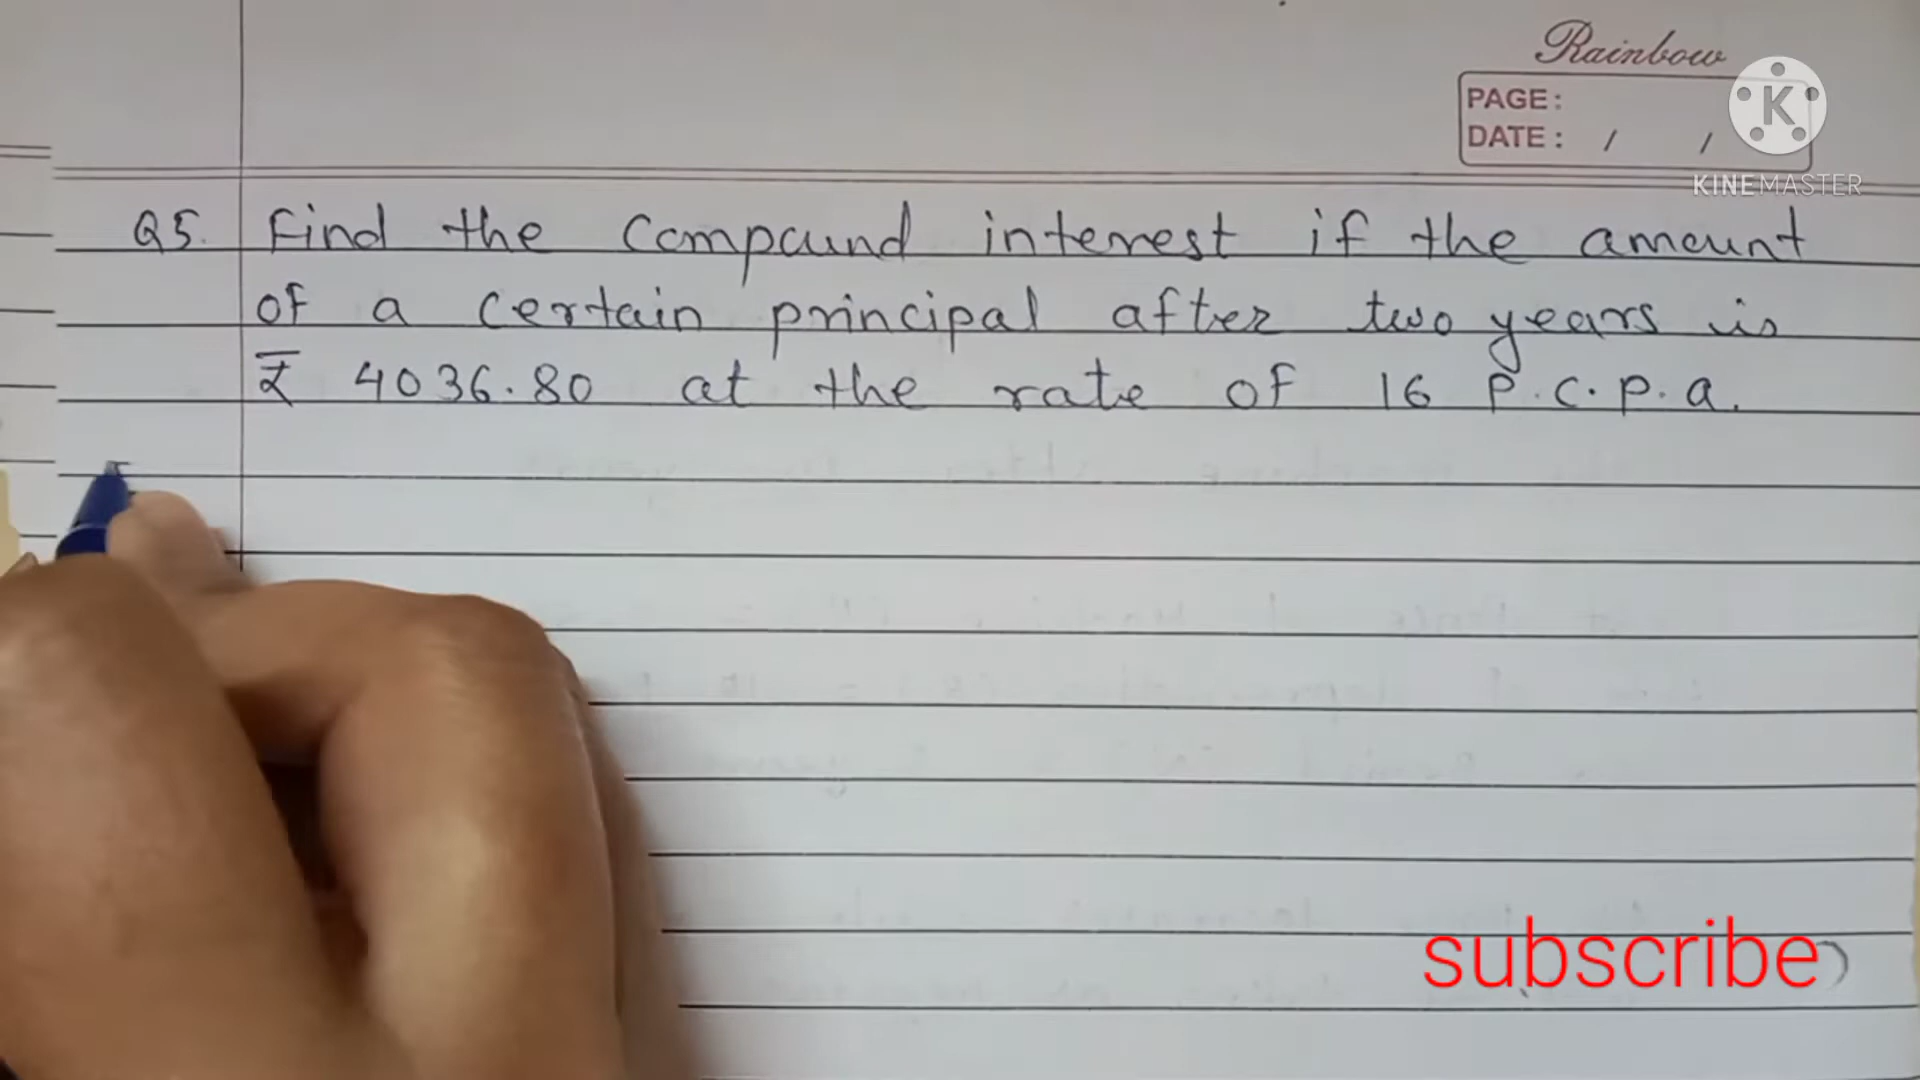 Rainbow
PAGE:
DATE: / /
K
KINEMASTER
Q5. Find the Compound interest if the amount
of a certain principal after two years is
₹ 4036.80 at the rate of 16 p.c.p.a.
subscribe